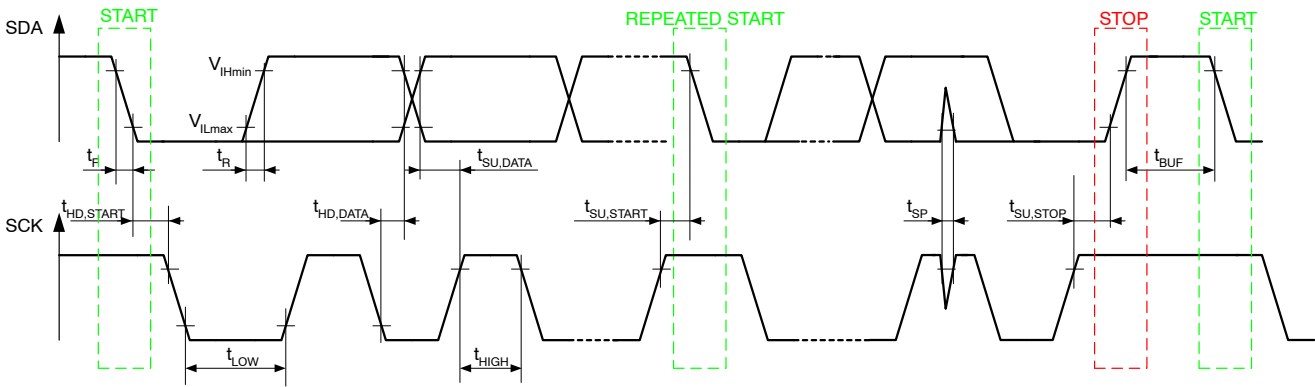 START
REPEATED START
STOP
START
SDA
VIHmin
VILmax
tF
tR
tSU,DATA
tBUF
tHD,START
tHD,DATA
tSU,START
tSP
tSU,STOP
SCK
tLOW
tHIGH